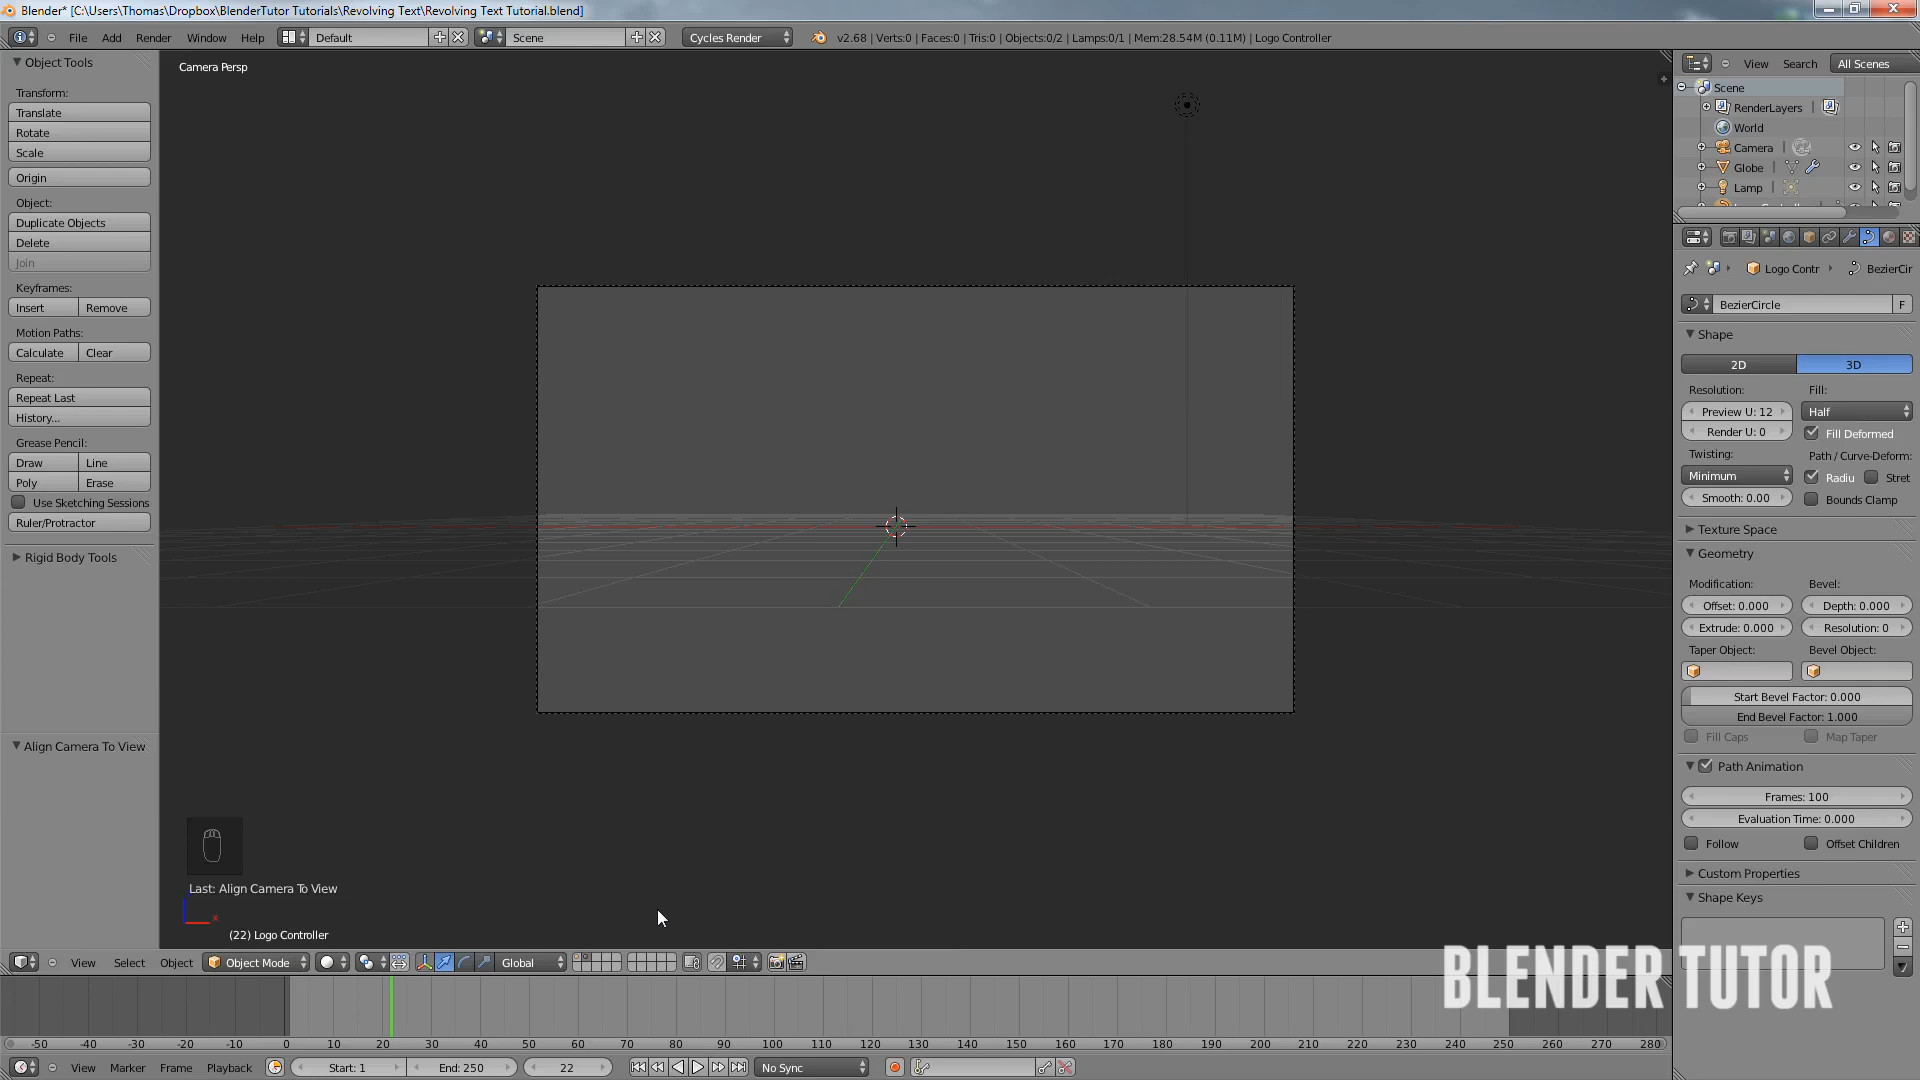 Blender* [C:\Users\Thomas\Dropbox\BlenderTutor Tutorials\Revolving Text\Revolving Text Tutorial.blend]
File Add Render Window Help Default Scene Cycles Render v2.68 | Verts:0 | Faces:0 | Tris:0 | Objects:0/2 | Lamps:0/1 | Mem:28.54M (0.11M) | Logo Controller
Object Tools
Transform:
Translate
Rotate
Scale
Origin
Object:
Duplicate Objects
Delete
Join
Keyframes:
Insert Remove
Motion Paths:
Calculate Clear
Repeat:
Repeat Last
History...
Grease Pencil:
Draw Line
Poly Erase
Use Sketching Sessions
Ruler/Protractor
Rigid Body Tools
Align Camera To View
Camera Persp
Last: Align Camera To View
x
(22) Logo Controller
View Search All Scenes
Scene
RenderLayers
World
Camera
Globe
Lamp
Logo Contr BezierCir
BezierCircle F
Shape
2D 3D
Resolution: Fill:
Preview U: 12 Half
Render U: 0 Fill Deformed
Twisting: Path / Curve-Deform:
Minimum Radiu Stret
Smooth: 0.00 Bounds Clamp
Texture Space
Geometry
Modification: Bevel:
Offset: 0.000 Depth: 0.000
Extrude: 0.000 Resolution: 0
Taper Object: Bevel Object:
Start Bevel Factor: 0.000
End Bevel Factor: 1.000
Fill Caps Map Taper
Path Animation
Frames: 100
Evaluation Time: 0.000
Follow Offset Children
Custom Properties
Shape Keys
BLENDER TUTOR
View Select Object Object Mode Global
-50 -40 -30 -20 -10 0 10 20 30 40 50 60 70 80 90 100 110 120 130 140 150 160 170 180 190 200 210 220 230 240 250 260 270 280
View Marker Frame Playback Start: 1 End: 250 22 No Sync